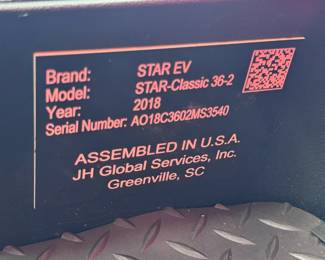 Brand: STAR EV
Model: STAR-Classic 36-2
Year: 2018
Serial Number: AO18C3602MS3540
ASSEMBLED IN U.S.A.
JH Global Services, Inc.
Greenville, SC